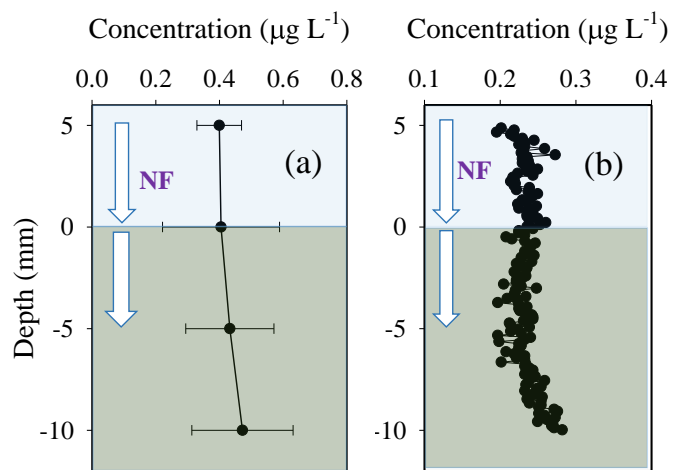 Concentration (µg L-1) Concentration (µg L-1)
0.0 0.2 0.4 0.6 0.8 0.1 0.2 0.3 0.4
5 5
NF (a) NF (b)
0 0
Depth (mm)
-5 -5
-10 -10